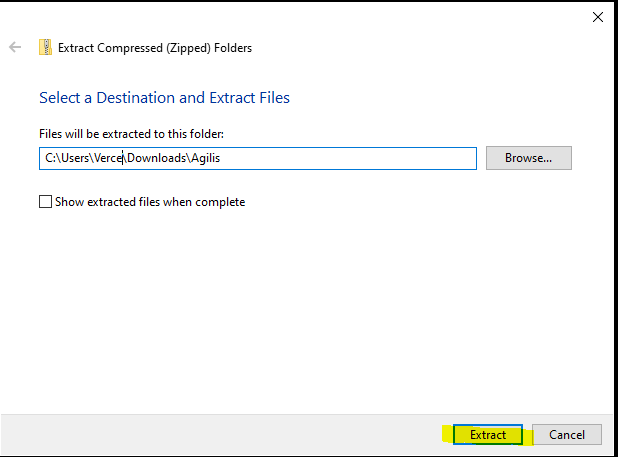 Extract Compressed (Zipped) Folders
Select a Destination and Extract Files
Files will be extracted to this folder:
C:\Users\Verce\Downloads\Agilis
Browse...
Show extracted files when complete
Extract
Cancel